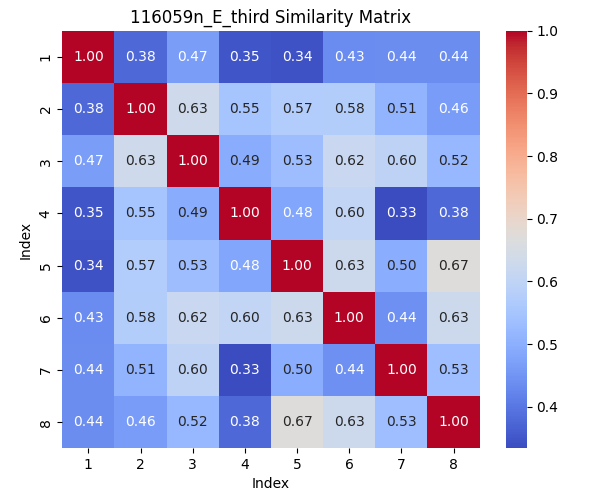 116059n_E_third Similarity Matrix
1 1.00 0.38 0.47 0.35 0.34 0.43 0.44 0.44
2 0.38 1.00 0.63 0.55 0.57 0.58 0.51 0.46
3 0.47 0.63 1.00 0.49 0.53 0.62 0.60 0.52
4 0.35 0.55 0.49 1.00 0.48 0.60 0.33 0.38
5 0.34 0.57 0.53 0.48 1.00 0.63 0.50 0.67
6 0.43 0.58 0.62 0.60 0.63 1.00 0.44 0.63
7 0.44 0.51 0.60 0.33 0.50 0.44 1.00 0.53
8 0.44 0.46 0.52 0.38 0.67 0.63 0.53 1.00
1 2 3 4 5 6 7 8
Index
Index
1.0
0.9
0.8
0.7
0.6
0.5
0.4